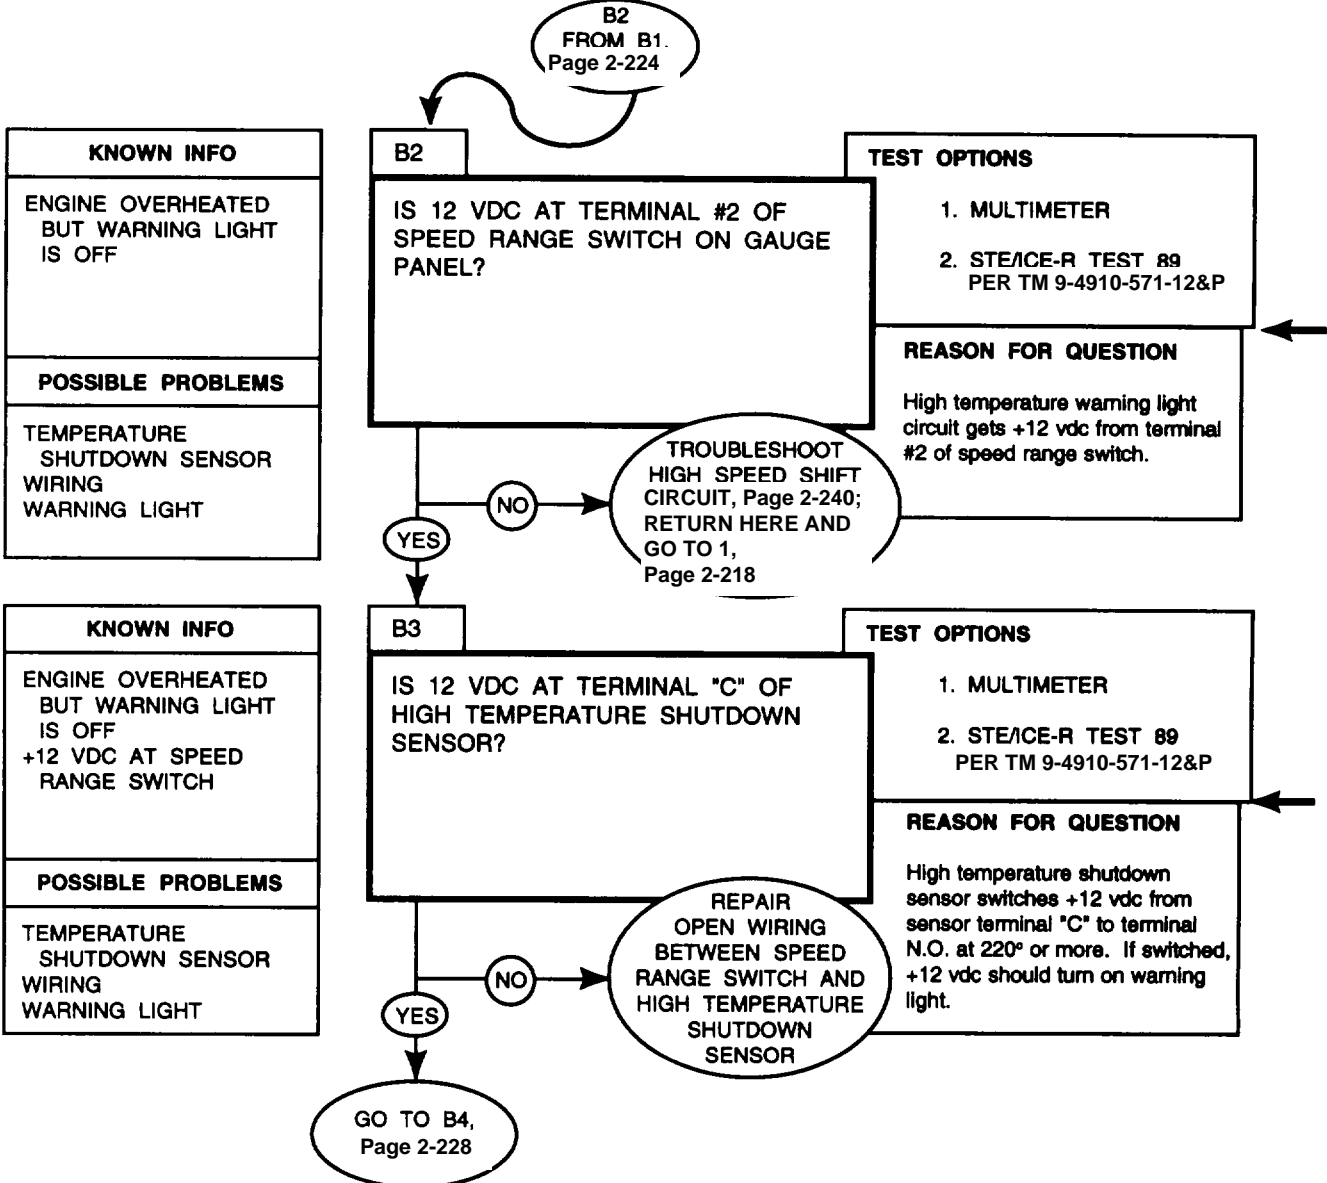 B2
FROM B1.
Page 2-224
KNOWN INFO
ENGINE OVERHEATED
BUT WARNING LIGHT
IS OFF
POSSIBLE PROBLEMS
TEMPERATURE
SHUTDOWN SENSOR
WIRING
WARNING LIGHT
B2
IS 12 VDC AT TERMINAL #2 OF
SPEED RANGE SWITCH ON GAUGE
PANEL?
TEST OPTIONS
1. MULTIMETER
2. STE/ICE-R TEST 89
PER TM 9-4910-571-12&P
REASON FOR QUESTION
High temperature warning light
circuit gets +12 vdc from terminal
#2 of speed range switch.
NO
TROUBLESHOOT
HIGH SPEED SHIFT
CIRCUIT, Page 2-240;
RETURN HERE AND
GO TO 1,
Page 2-218
YES
KNOWN INFO
ENGINE OVERHEATED
BUT WARNING LIGHT
IS OFF
+12 VDC AT SPEED
RANGE SWITCH
POSSIBLE PROBLEMS
TEMPERATURE
SHUTDOWN SENSOR
WIRING
WARNING LIGHT
B3
IS 12 VDC AT TERMINAL "C" OF
HIGH TEMPERATURE SHUTDOWN
SENSOR?
TEST OPTIONS
1. MULTIMETER
2. STE/ICE-R TEST 89
PER TM 9-4910-571-12&P
REASON FOR QUESTION
High temperature shutdown
sensor switches +12 vdc from
sensor terminal "C" to terminal
N.O. at 220° or more. If switched,
+12 vdc should turn on warning
light.
NO
REPAIR
OPEN WIRING
BETWEEN SPEED
RANGE SWITCH AND
HIGH TEMPERATURE
SHUTDOWN
SENSOR
YES
GO TO B4,
Page 2-228